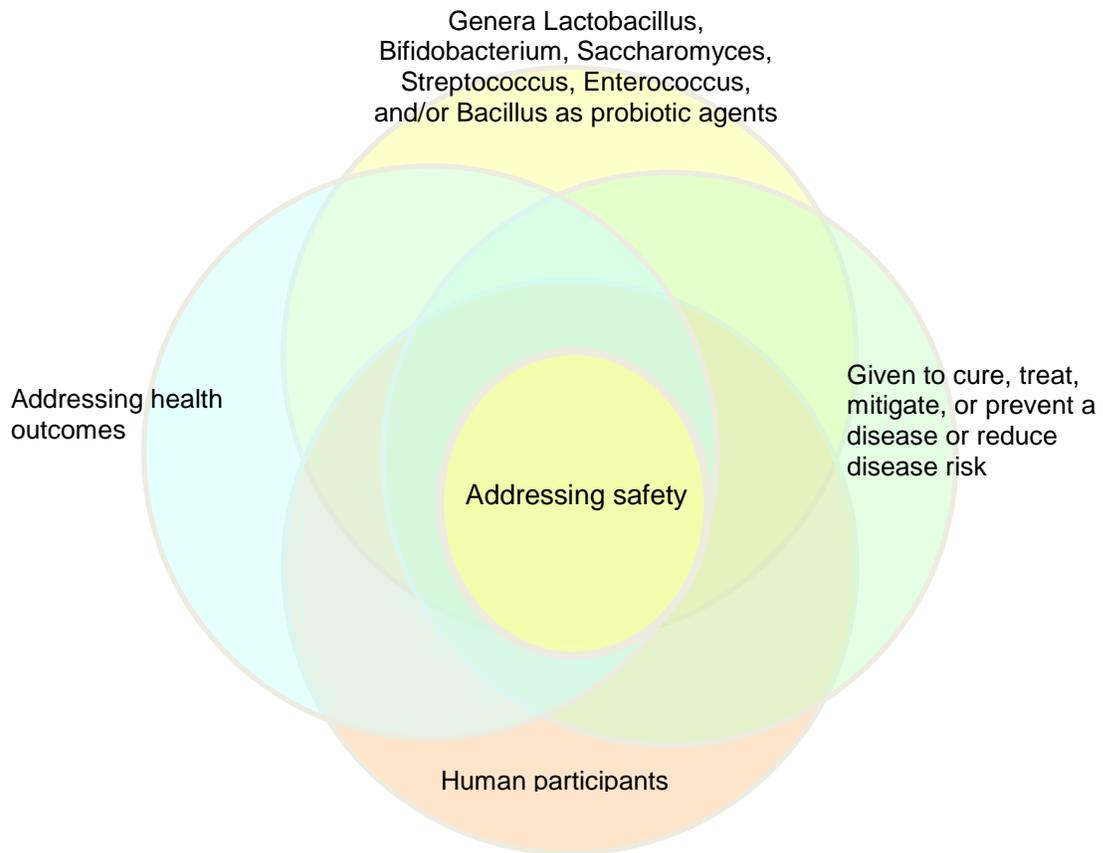 Genera Lactobacillus,
Bifidobacterium, Saccharomyces,
Streptococcus, Enterococcus,
and/or Bacillus as probiotic agents
Addressing health
outcomes
Given to cure, treat,
mitigate, or prevent a
disease or reduce
disease risk
Addressing safety
Human participants